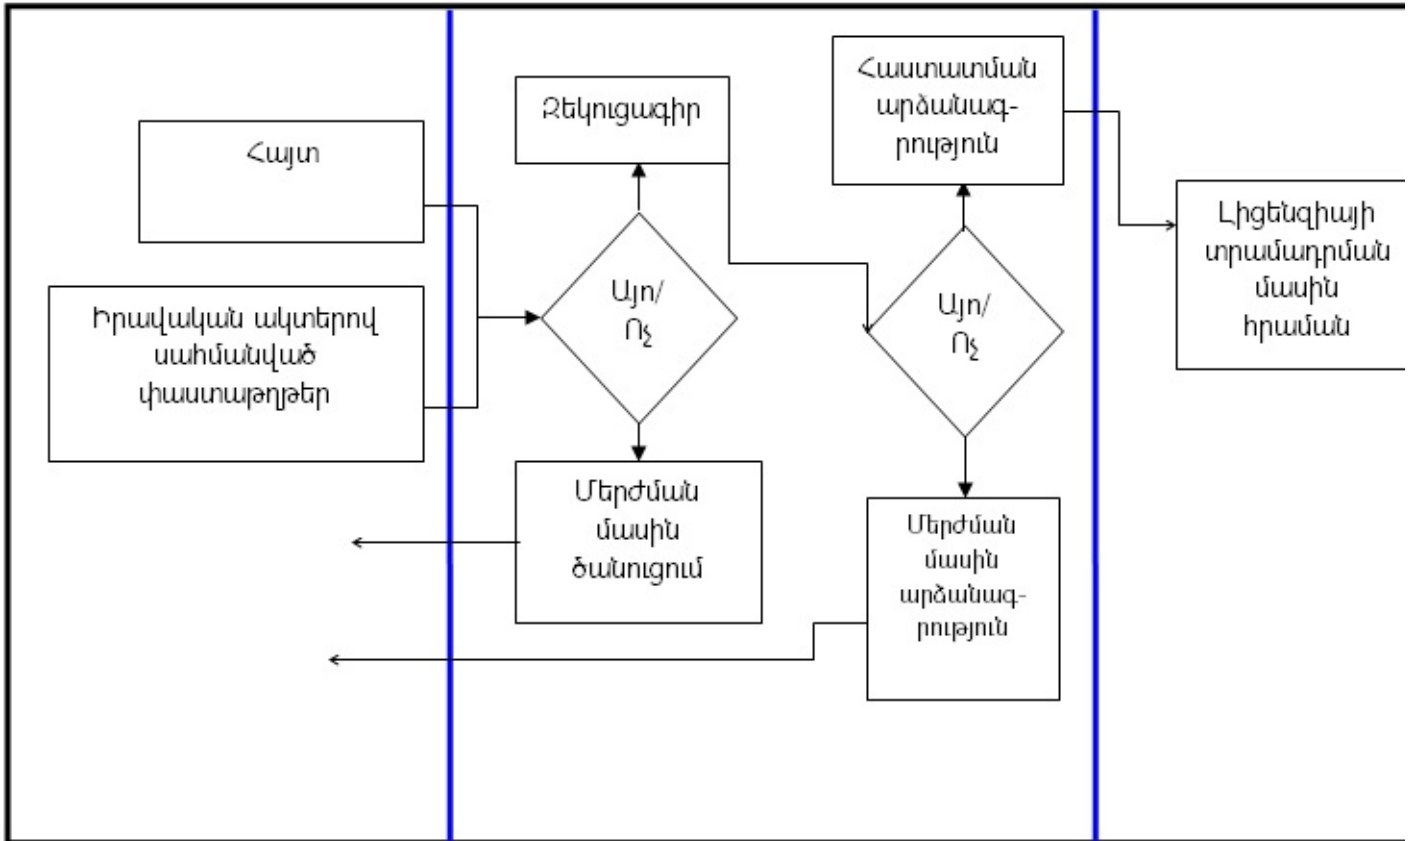 Հայտ
Իրավական ակտերով
սահմանված
փաստաթղթեր
Զեկուցագիր
Այո/
Ոչ
Մերժման
մասին
ծանուցում
Հաստատման
արձանագ-
րություն
Այո/
Ոչ
Մերժման
մասին
արձանագ-
րություն
Լիցենզիայի
տրամադրման
մասին
հրաման